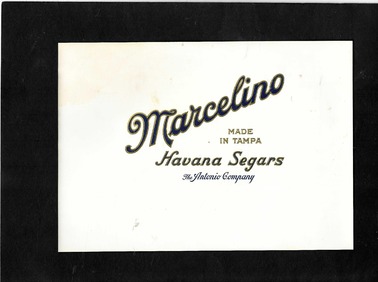 Marcelino
MADE
IN TAMPA
Havana Segars
The Antonio Company